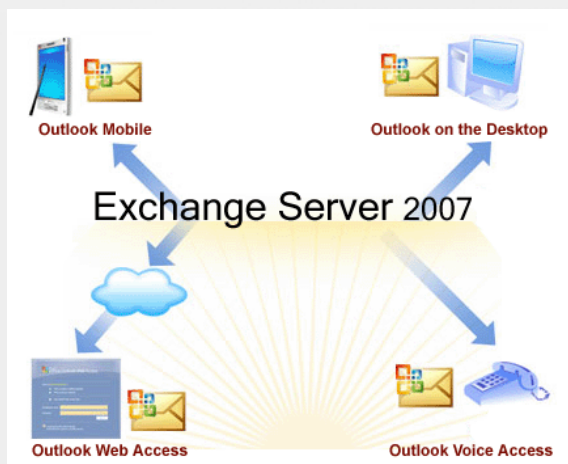 Outlook Mobile
Outlook on the Desktop
Exchange Server 2007
Outlook Web Access
Outlook Voice Access